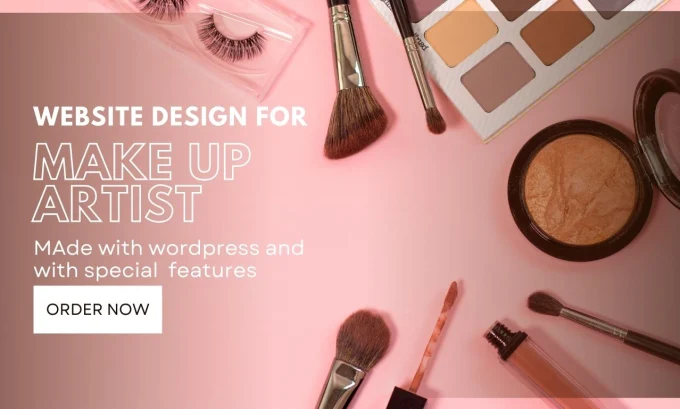 WEBSITE DESIGN FOR
MAKE UP
ARTIST
MAde with wordpress and
with special features
ORDER NOW